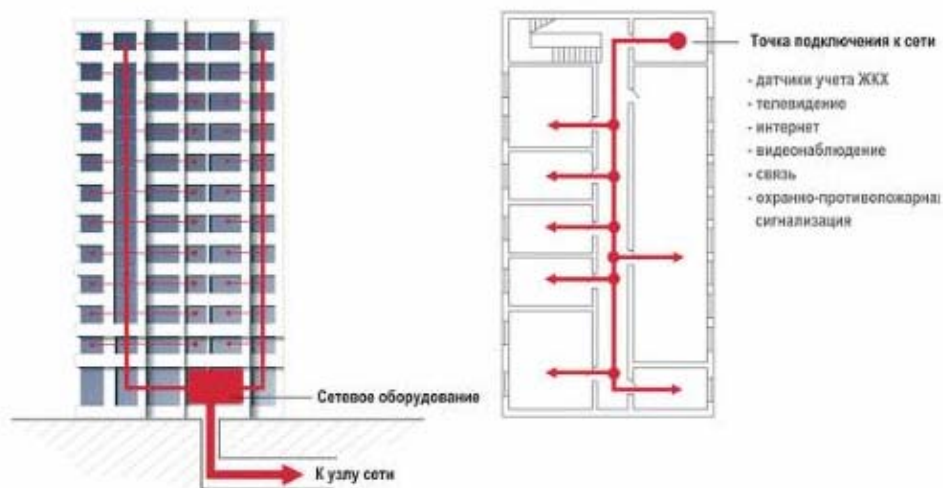 Точка подключения к сети
- датчики учета ЖКХ
- телевидение
- интернет
- видеонаблюдение
- связь
- охранно-противопожарна
сигнализация
Сетевое оборудование
К узлу сети